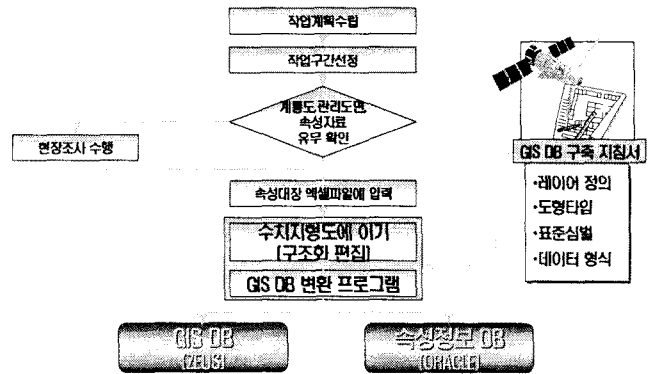 작업계획수립
작업구간선정
계통도,관리도면,
속성자료
유무 확인
현장조사 수행
속성대장 엑셀파일에 입력
수치지형도에 이기
(구조화 편집)
GIS DB 변환 프로그램
GIS DB
(ZEUS)
속성정보 DB
(ORACLE)
GIS DB 구축 지침서
·레이어 정의
·도형타입
·표준심벌
·데이터 형식